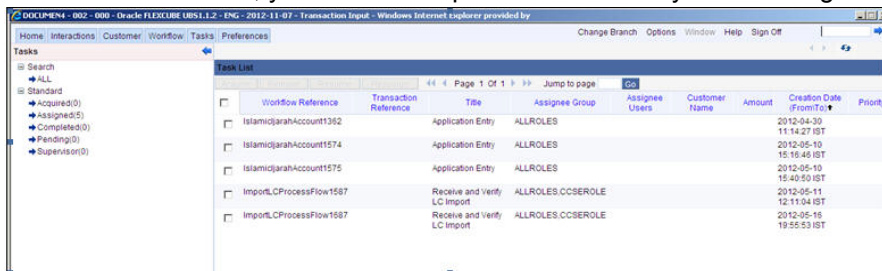 DOCUMEN4 - 002 - 000 - Oracle FLEXCUBE UBS1.1.2 - ENG - 2012-11-07 - Transaction Input - Windows Internet explorer provided by
Home Interactions Customer Workflow Tasks Preferences Change Branch Options Window Help Sign Off
Tasks
Search
ALL
Standard
Acquired(0)
Assigned(5)
Completed(0)
Pending(0)
Supervisor(0)
Task List
Page 1 Of 1 Jump to page Go
Workflow Reference Transaction Reference Title Assignee Group Assignee Users Customer Name Amount Creation Date (From\To) Priority
IslamicIjarahAccount1362 Application Entry ALLROLES 2012-04-30 11:14:27 IST
IslamicIjarahAccount1574 Application Entry ALLROLES 2012-05-10 15:16:46 IST
IslamicIjarahAccount1575 Application Entry ALLROLES 2012-05-10 15:40:50 IST
ImportLCProcessFlow1587 Receive and Verify LC Import ALLROLES,CCSEROLE 2012-05-11 12:11:04 IST
ImportLCProcessFlow1687 Receive and Verify LC Import ALLROLES,CCSEROLE 2012-05-16 19:55:53 IST